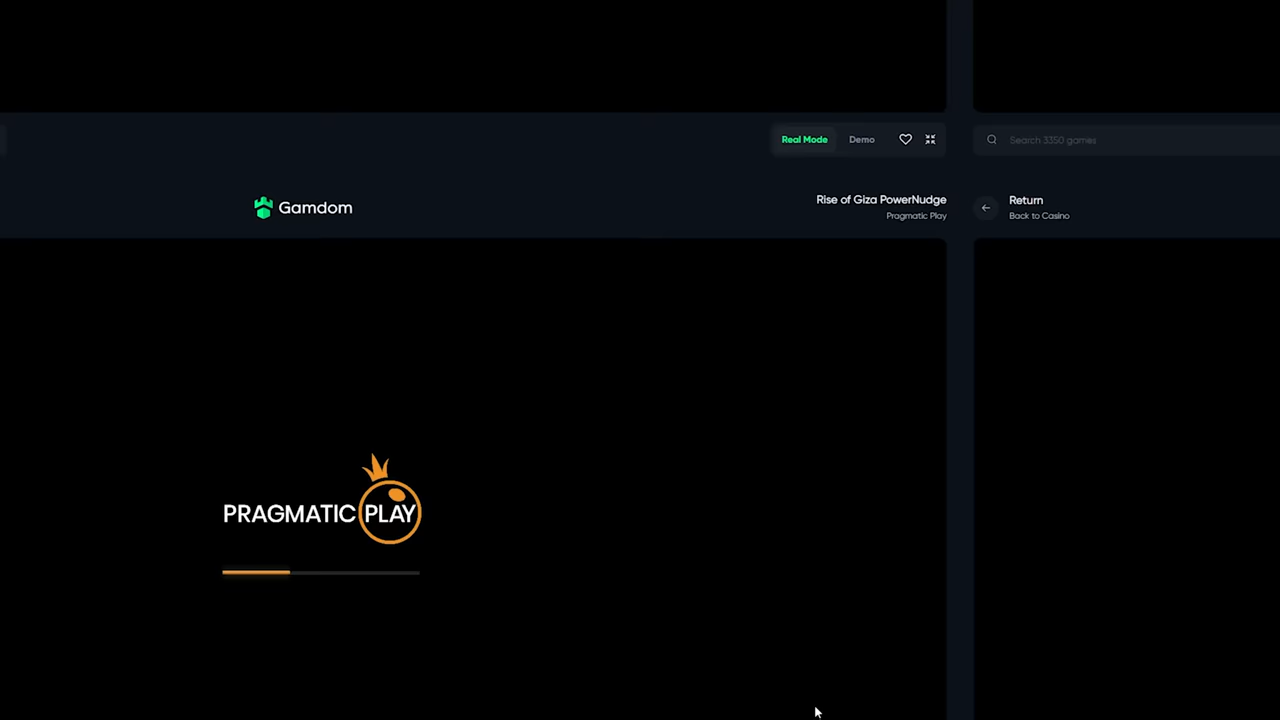 Real Mode Demo
Search 3350 games
Gamdom
Rise of Giza PowerNudge
Pragmatic Play
Return
Back to Casino
PRAGMATIC PLAY